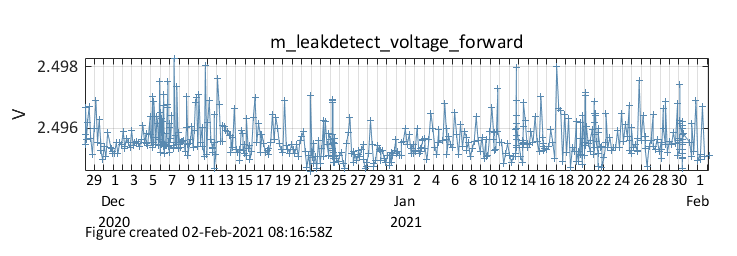 m_leakdetect_voltage_forward
2.498
2.496
V
29 1 3 5 7 9 11 13 15 17 19 21 23 25 27 29 31 2 4 6 8 10 12 14 16 18 20 22 24 26 28 30 1
Dec Jan Feb
2020 2021
Figure created 02-Feb-2021 08:16:58Z